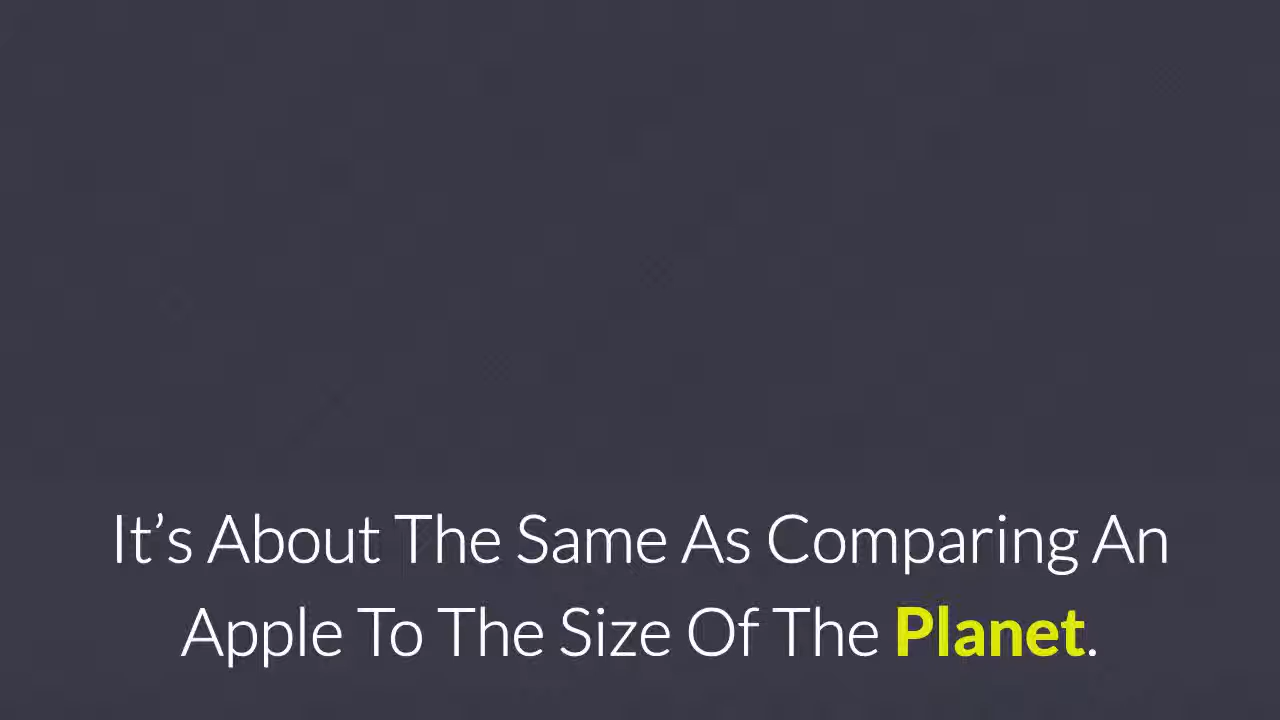 It’s About The Same As Comparing An
Apple To The Size Of The Planet.